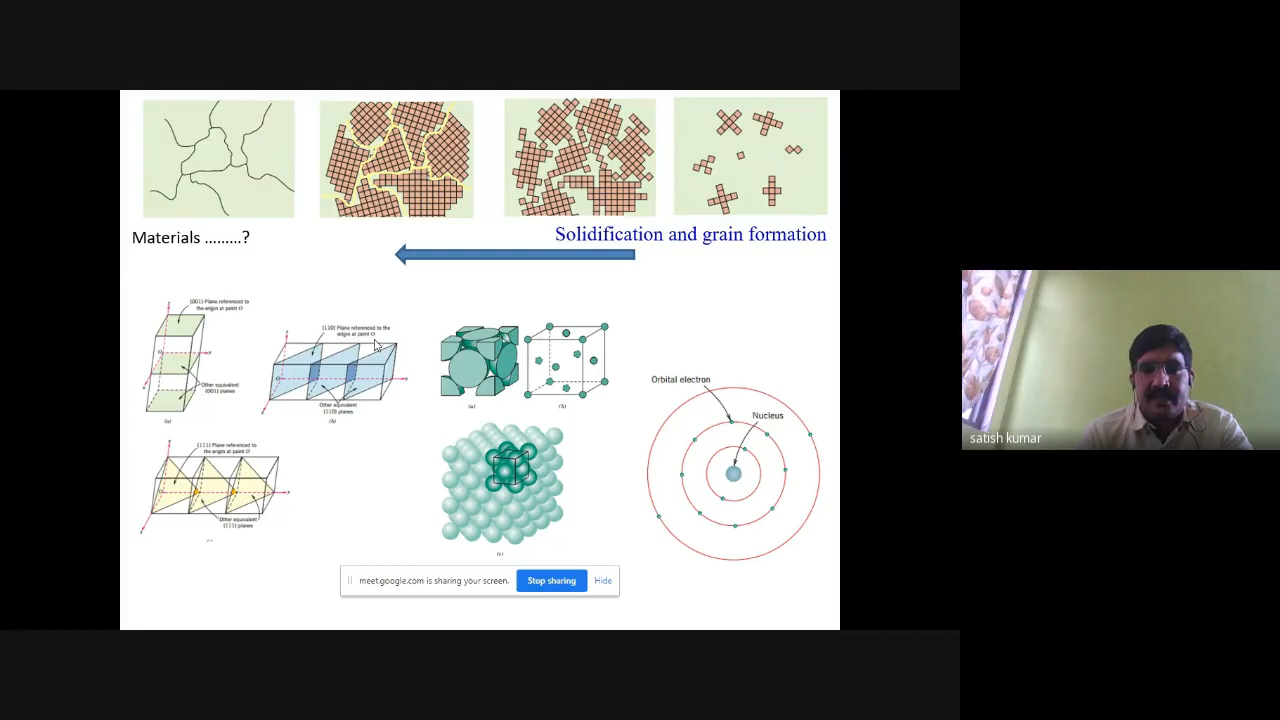 Materials .........?
Solidification and grain formation
(001) Plane referenced to
the origin at point O
Other equivalent
(001) planes
(a)
(110) Plane referenced to the
origin at point O
Other equivalent
(110) planes
(b)
(a)
(b)
Orbital electron
Nucleus
satish kumar
(111) Plane referenced to
the origin at point O
Other equivalent
(111) planes
(c)
meet.google.com is sharing your screen.
Stop sharing
Hide